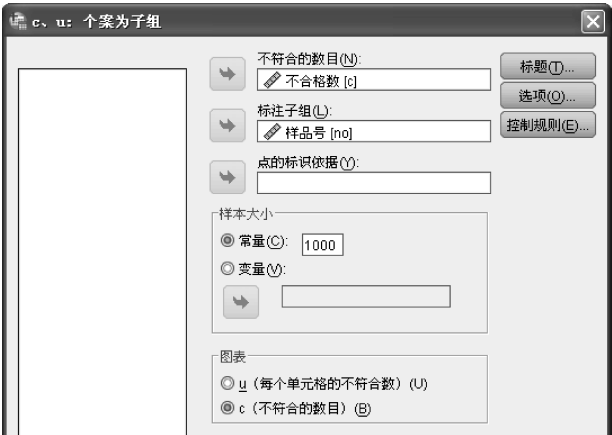 c、u：个案为子组
不符合的数目(N):
不合格数 [c]
标注子组(L):
样品号 [no]
点的标识依据(Y):
标题(T)...
选项(O)...
控制规则(E)...
样本大小
常量(C): 1000
变量(V):
图表
u（每个单元格的不符合数）(U)
c（不符合的数目）(B)